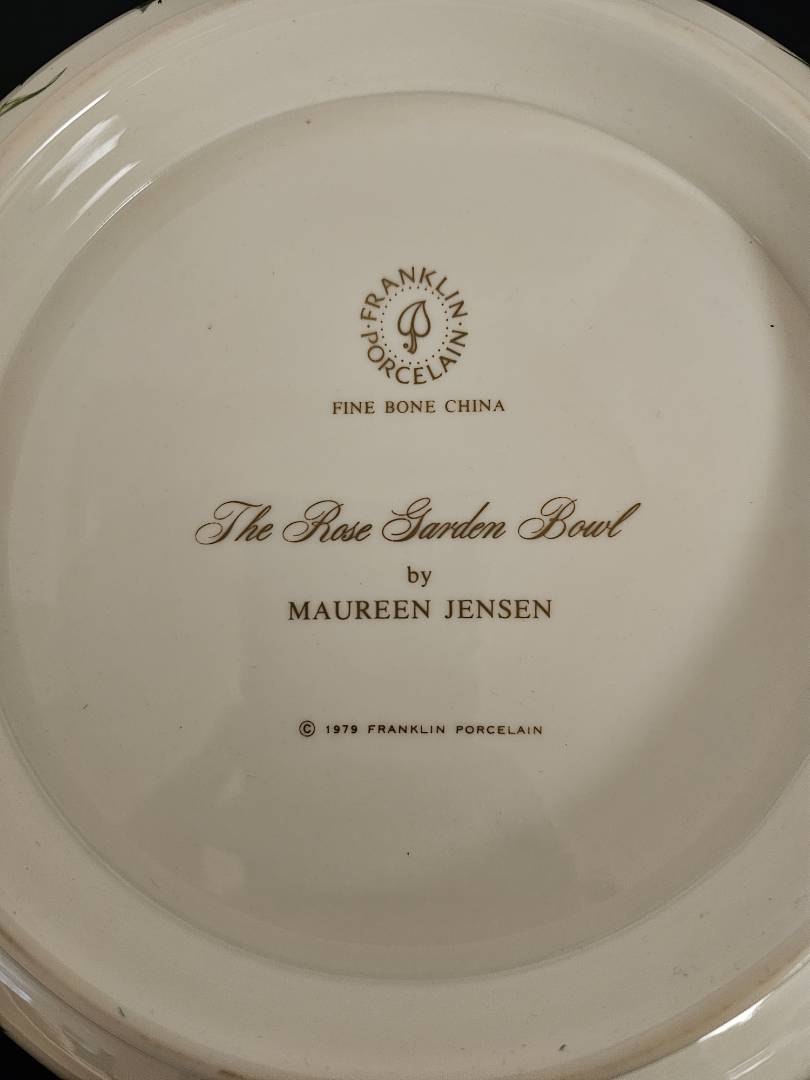 FRANKLIN
PORCELAIN
FINE BONE CHINA
The Rose Garden Bowl
by
MAUREEN JENSEN
© 1979 FRANKLIN PORCELAIN